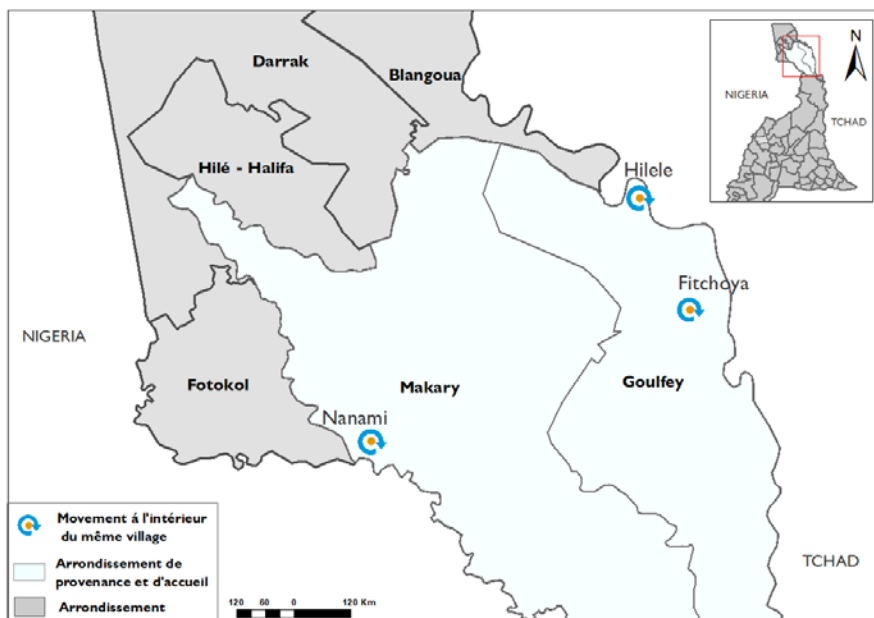 N
NIGERIA
TCHAD
Darrak
Blangoua
Hilé - Halifa
Hilele
Fitchoya
NIGERIA
Fotokol
Makary
Goulfey
Nanami
TCHAD
Movement á l'intérieur
du même village
Arrondissement de
provenance et d'accueil
Arrondissement
120 60 0 120 Km